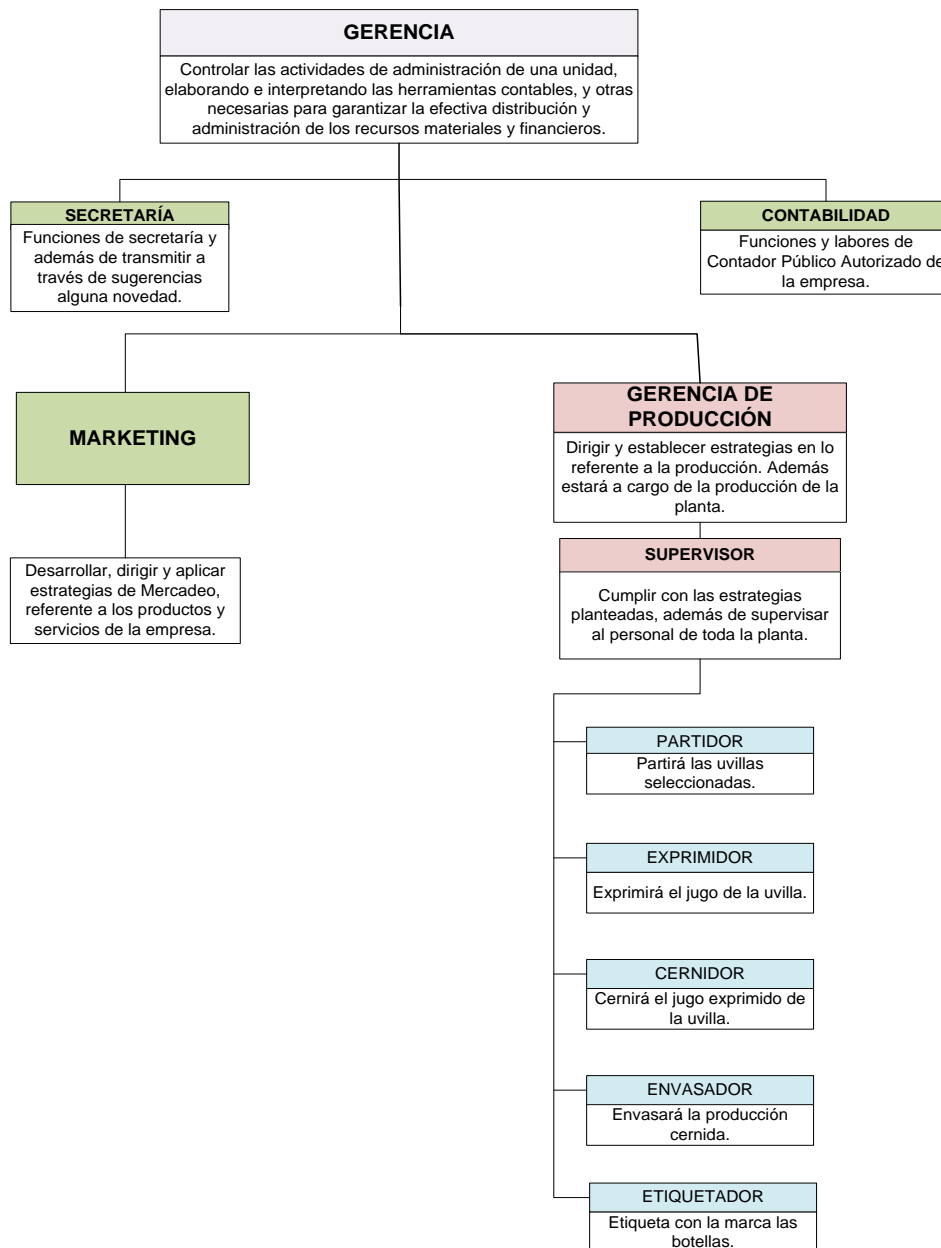 GERENCIA
Controlar las actividades de administración de una unidad,
elaborando e interpretando las herramientas contables, y otras
necesarias para garantizar la efectiva distribución y
administración de los recursos materiales y financieros.
SECRETARÍA
Funciones de secretaría y
además de transmitir a
través de sugerencias
alguna novedad.
CONTABILIDAD
Funciones y labores de
Contador Público Autorizado de
la empresa.
MARKETING
Desarrollar, dirigir y aplicar
estrategias de Mercadeo,
referente a los productos y
servicios de la empresa.
GERENCIA DE
PRODUCCIÓN
Dirigir y establecer estrategias en lo
referente a la producción. Además
estará a cargo de la producción de la
planta.
SUPERVISOR
Cumplir con las estrategias
planteadas, además de supervisar
al personal de toda la planta.
PARTIDOR
Partirá las uvillas
seleccionadas.
EXPRIMIDOR
Exprimirá el jugo de la uvilla.
CERNIDOR
Cernirá el jugo exprimido de
la uvilla.
ENVASADOR
Envasará la producción
cernida.
ETIQUETADOR
Etiqueta con la marca las
botellas.